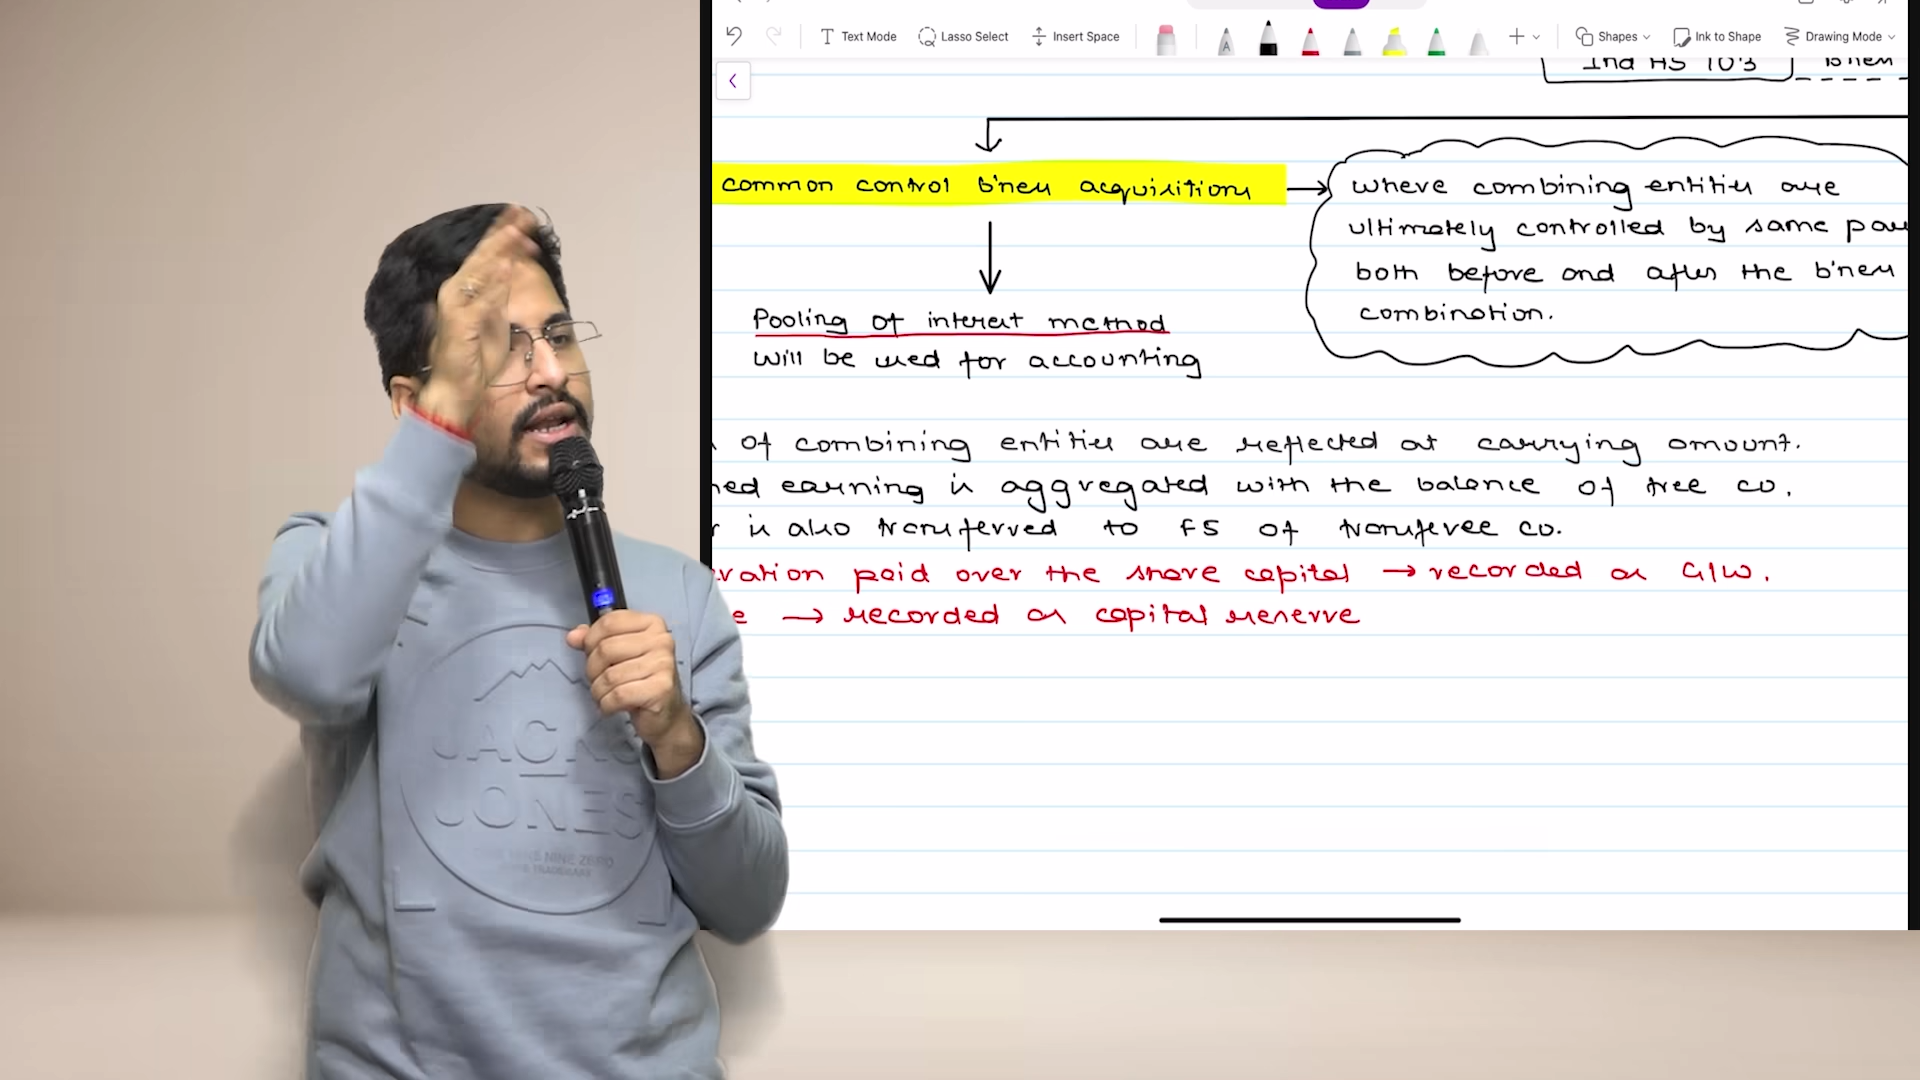 Text Mode Lasso Select Insert Space Shapes Ink to Shape Drawing Mode
Ind AS 103 B'ness
common control b'ness acquisitions → where combining entities are
ultimately controlled by same
both before and after the b'ness
combination.
Pooling of interest method
will be used for accounting
of combining entities are reflected at carrying amount.
earning is aggregated with the balance of tree co.
is also transferred to FS of transferee co.
paid over the share capital → recorded as G/W.
→ recorded as capital reserve
JACK
JONES